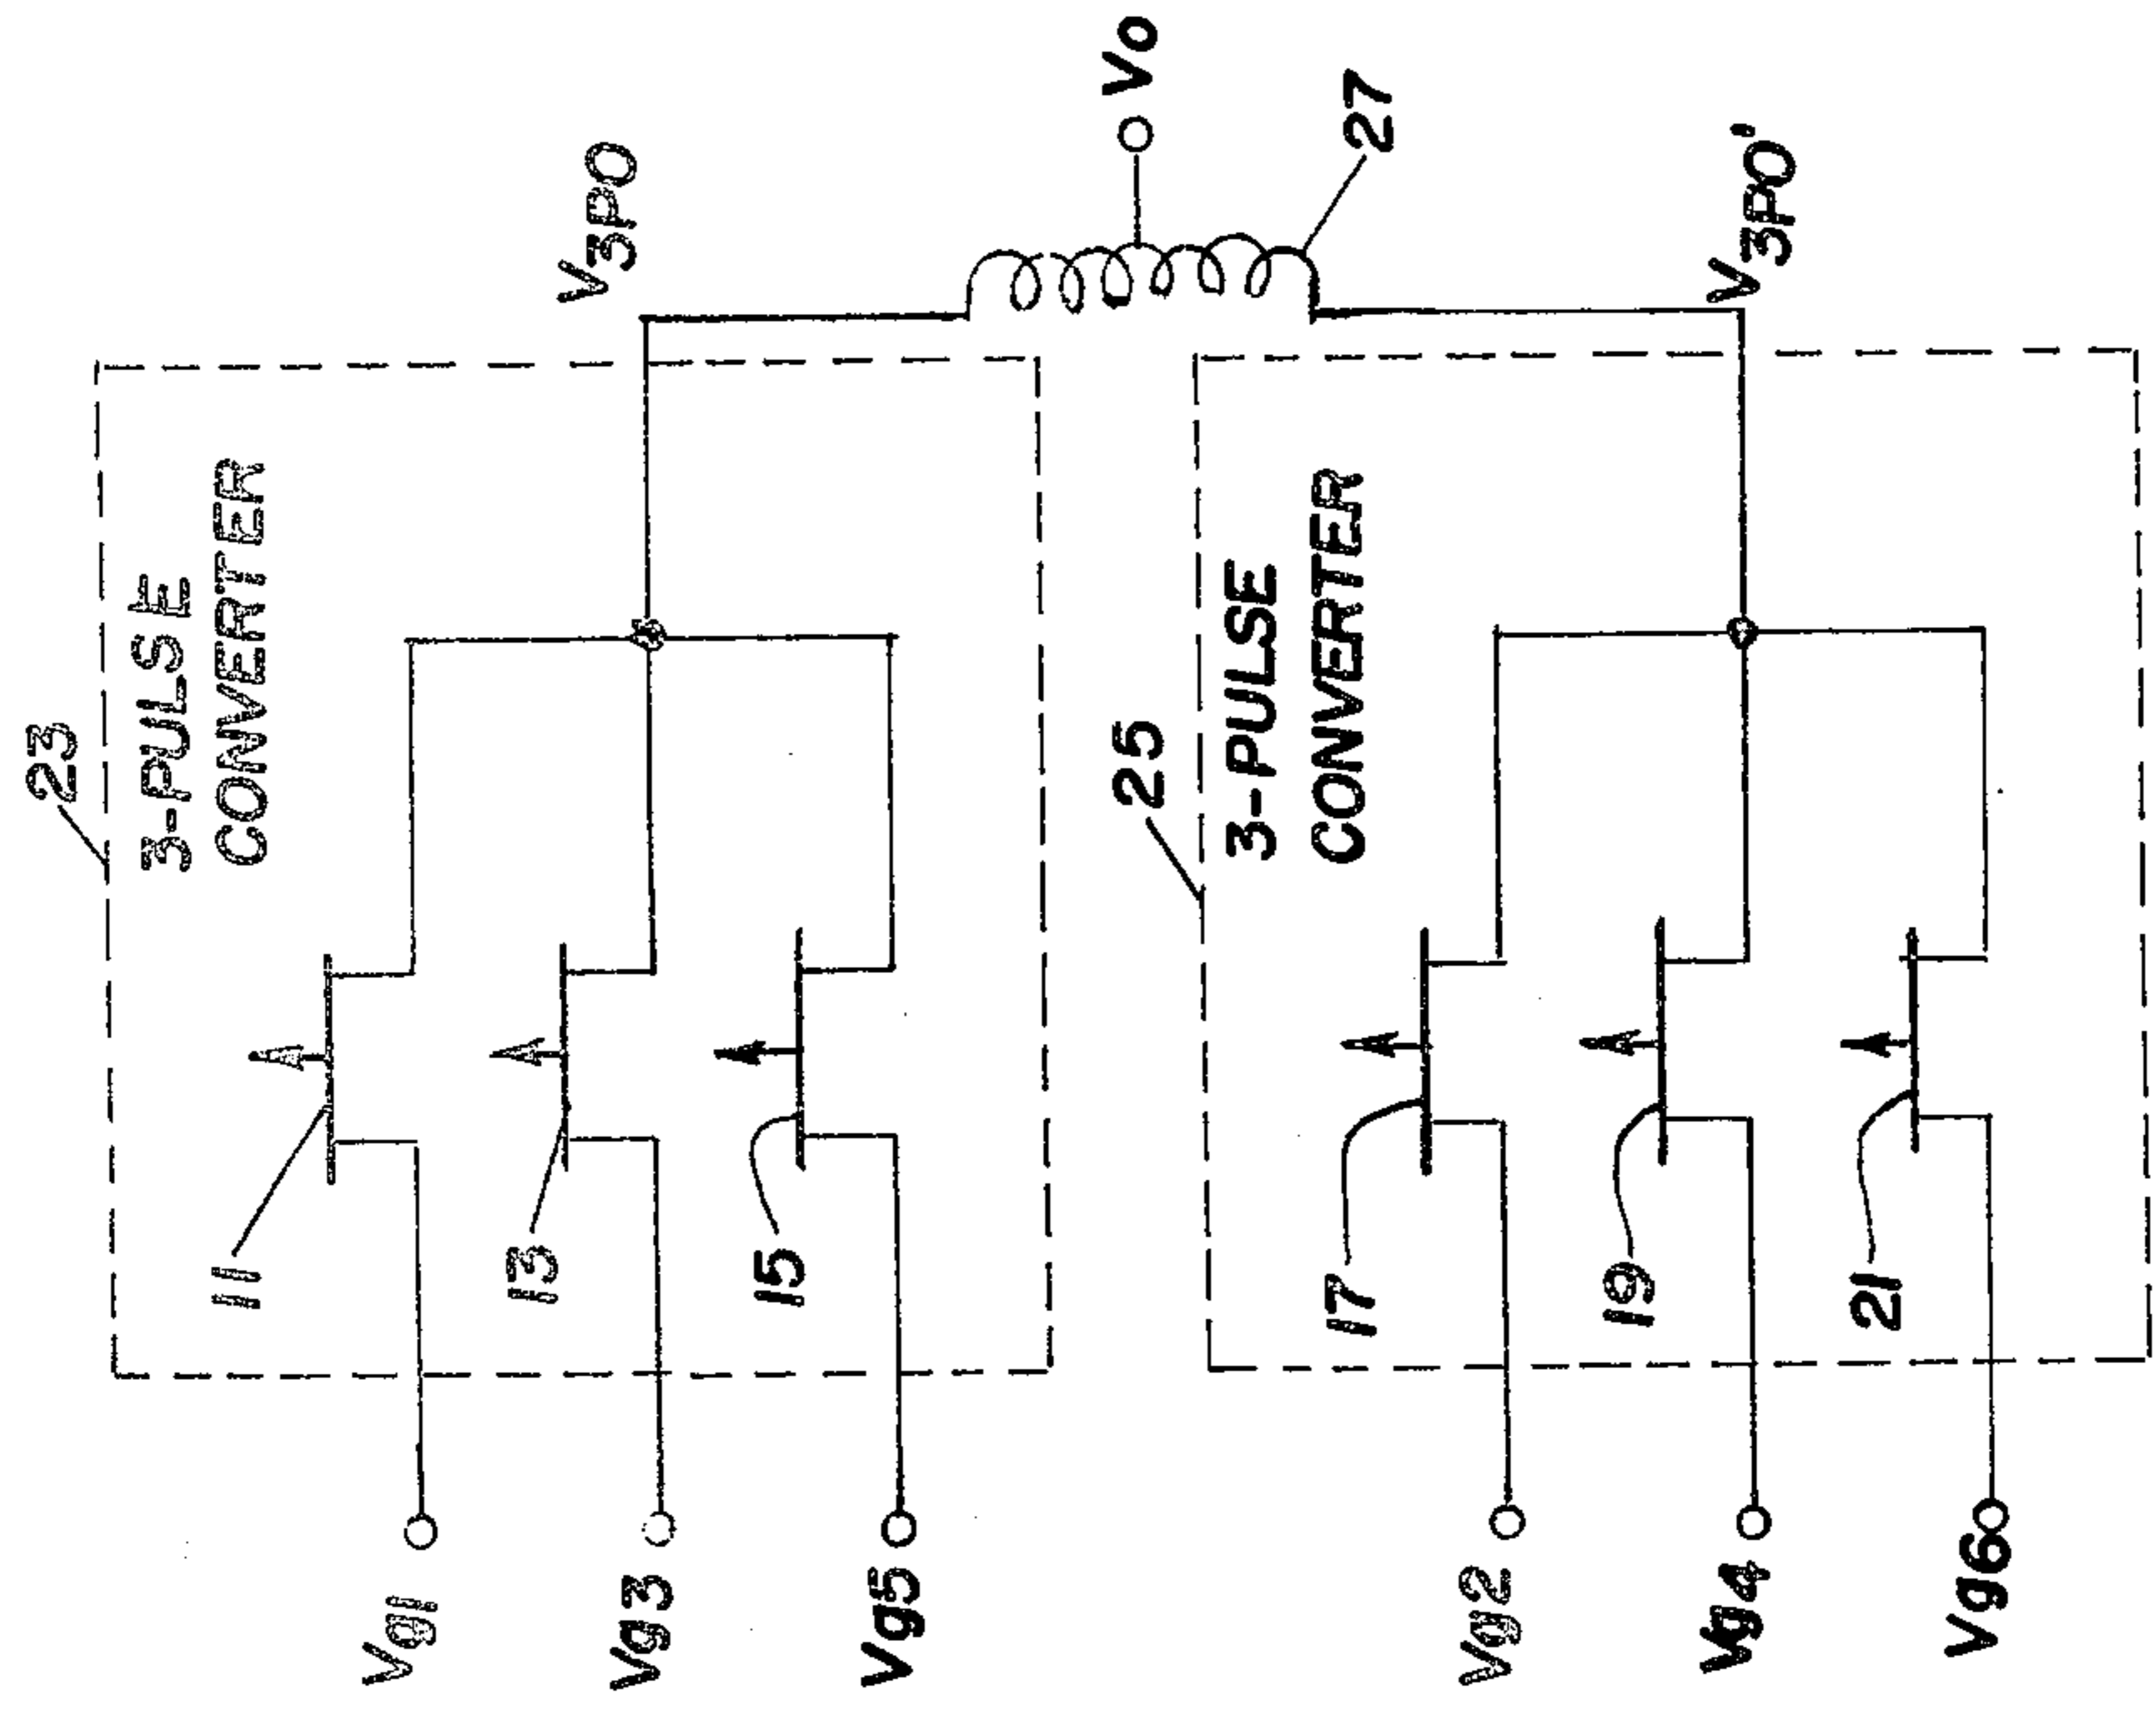 23
3-PULSE
CONVERTER
11
Vg1
13
Vg3
15
Vg5
V3PO
Vo
27
25
3-PULSE
CONVERTER
17
Vg2
19
Vg4
21
Vg6
V3PO'